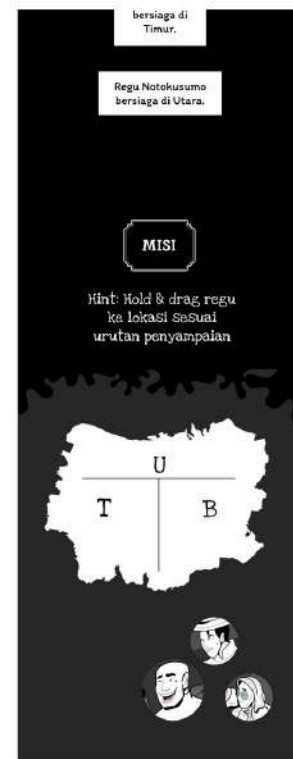 bersiaga di
Timur.
Regu Notokusumo
bersiaga di Utara.
MISI
Hint: Hold & drag regu
ke lokasi sesuai
urutan penyampaian
U
T
B